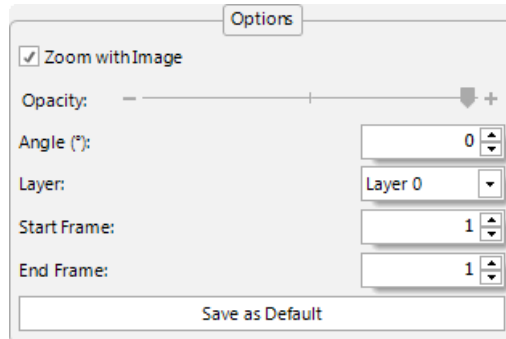 Options
Zoom with Image
Opacity:
Angle (°): 0
Layer: Layer 0
Start Frame: 1
End Frame: 1
Save as Default